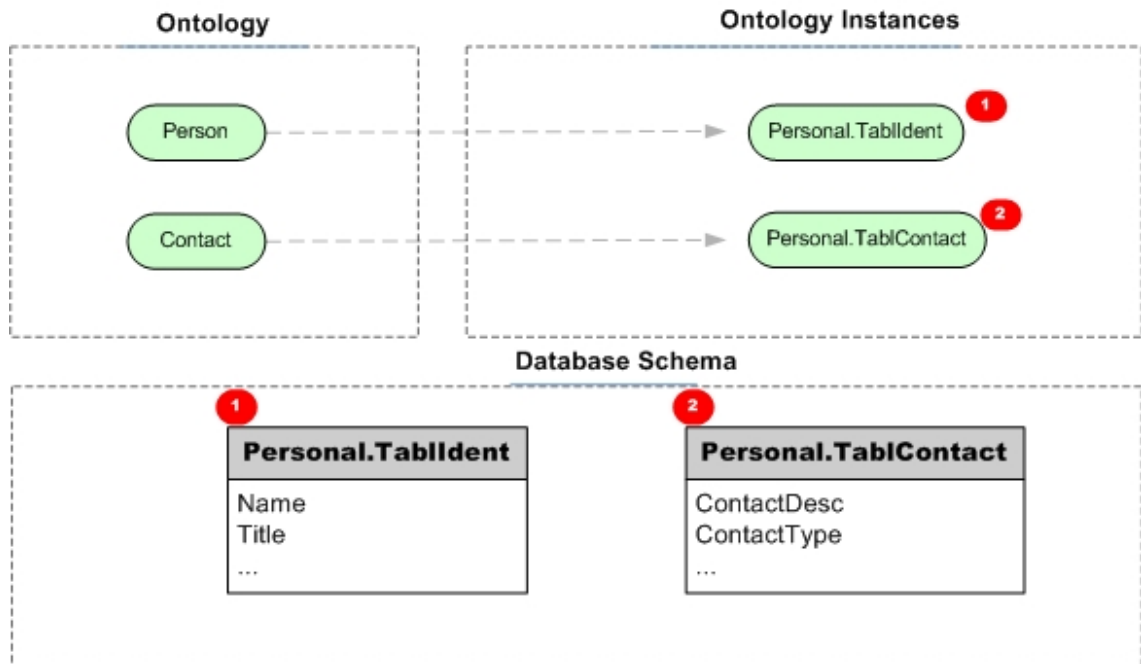 Ontology
Ontology Instances
Person
Personal.TablIdent
1
Contact
Personal.TablContact
2
Database Schema
1
2
Personal.TablIdent
Name
Title
...
Personal.TablContact
ContactDesc
ContactType
...